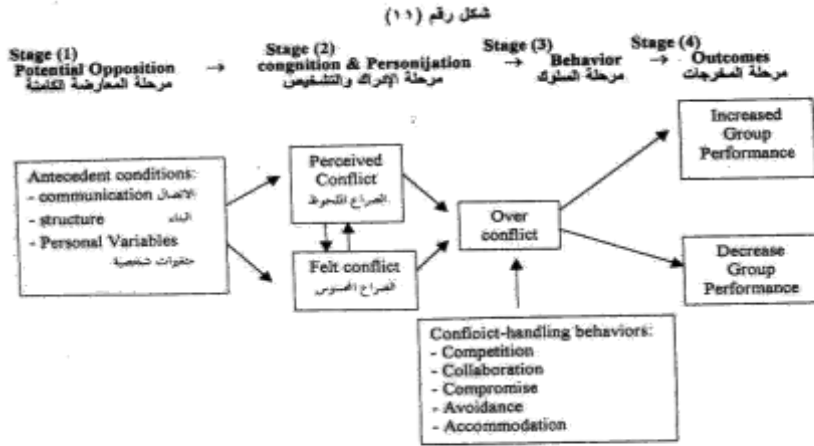 شكل رقم (١١)
Stage (1)
Potential Opposition →
مرحلة المعارضة الكامنة
Stage (2)
congnition & Personijation →
مرحلة الإدراك والتشخيص
Stage (3)
Behavior →
مرحلة السلوك
Stage (4)
Outcomes
مرحلة المخرجات
Antecedent conditions:
- communication الاتصال
- structure البناء
- Personal Variables
متغيرات شخصية
Perceived
Conflict
الصراع الملحوظ
Felt conflict
الصراع المحسوس
Over
conflict
Confloict-handling behaviors:
- Competition
- Collaboration
- Compromise
- Avoidance
- Accommodation
Increased
Group
Performance
Decrease
Group
Performance